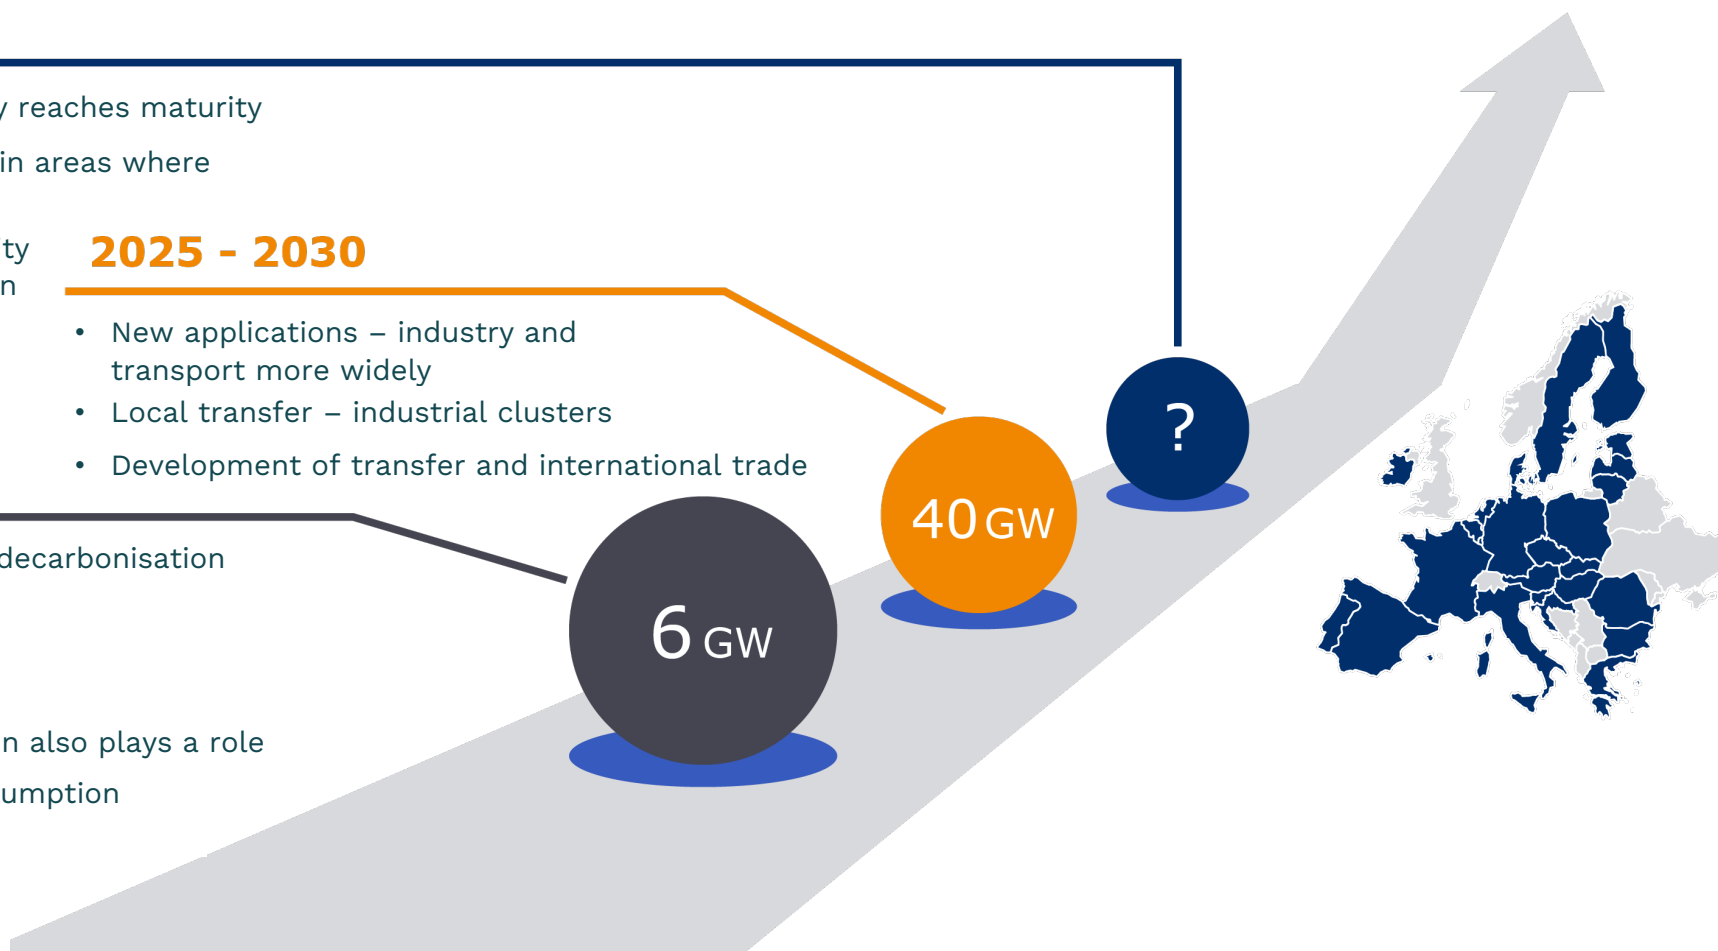 y reaches maturity
in areas where
ty
n
2025 - 2030
• New applications – industry and
transport more widely
• Local transfer – industrial clusters
• Development of transfer and international trade
decarbonisation
n also plays a role
umption
6 GW
40 GW
?